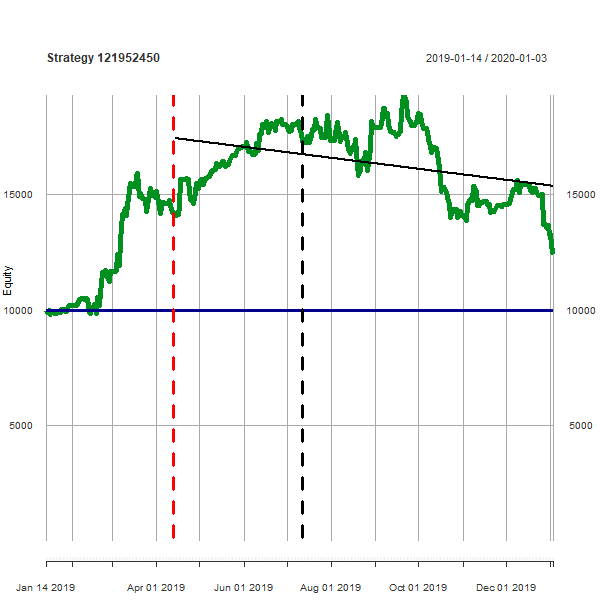 Strategy 121952450
2019-01-14 / 2020-01-03
15000
15000
Equity
10000
10000
5000
5000
Jan 14 2019
Apr 01 2019
Jun 01 2019
Aug 01 2019
Oct 01 2019
Dec 01 2019